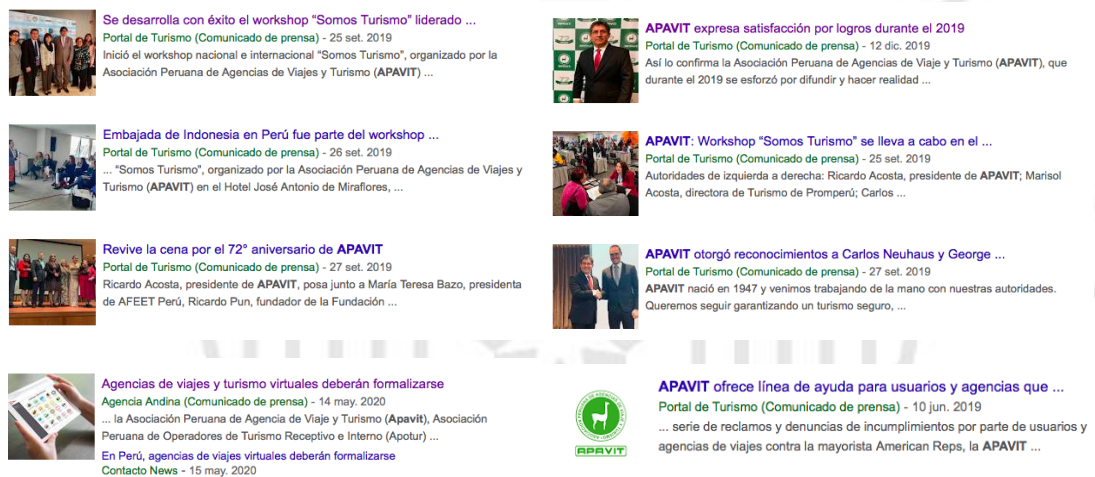 Se desarrolla con éxito el workshop “Somos Turismo” liderado ...
Portal de Turismo (Comunicado de prensa) - 25 set. 2019
Inició el workshop nacional e internacional “Somos Turismo”, organizado por la
Asociación Peruana de Agencias de Viajes y Turismo (APAVIT) ...
Embajada de Indonesia en Perú fue parte del workshop ...
Portal de Turismo (Comunicado de prensa) - 26 set. 2019
... “Somos Turismo”, organizado por la Asociación Peruana de Agencias de Viajes y
Turismo (APAVIT) en el Hotel José Antonio de Miraflores, ...
Revive la cena por el 72° aniversario de APAVIT
Portal de Turismo (Comunicado de prensa) - 27 set. 2019
Ricardo Acosta, presidente de APAVIT, posa junto a María Teresa Bazo, presidenta
de AFEET Perú, Ricardo Pun, fundador de la Fundación ...
Agencias de viajes y turismo virtuales deberán formalizarse
Agencia Andina (Comunicado de prensa) - 14 may. 2020
... la Asociación Peruana de Agencia de Viaje y Turismo (Apavit), Asociación
Peruana de Operadores de Turismo Receptivo e Interno (Apotur) ...
En Perú, agencias de viajes virtuales deberán formalizarse
Contacto News - 15 may. 2020
APAVIT expresa satisfacción por logros durante el 2019
Portal de Turismo (Comunicado de prensa) - 12 dic. 2019
Así lo confirma la Asociación Peruana de Agencias de Viaje y Turismo (APAVIT), que
durante el 2019 se esforzó por difundir y hacer realidad ...
APAVIT: Workshop “Somos Turismo” se lleva a cabo en el ...
Portal de Turismo (Comunicado de prensa) - 25 set. 2019
Autoridades de izquierda a derecha: Ricardo Acosta, presidente de APAVIT; Marisol
Acosta, directora de Turismo de Promperú; Carlos ...
APAVIT otorgó reconocimientos a Carlos Neuhaus y George ...
Portal de Turismo (Comunicado de prensa) - 27 set. 2019
APAVIT nació en 1947 y venimos trabajando de la mano con nuestras autoridades.
Queremos seguir garantizando un turismo seguro, ...
APAVIT
APAVIT ofrece línea de ayuda para usuarios y agencias que ...
Portal de Turismo (Comunicado de prensa) - 10 jun. 2019
... serie de reclamos y denuncias de incumplimientos por parte de usuarios y
agencias de viajes contra la mayorista American Reps, la APAVIT ...